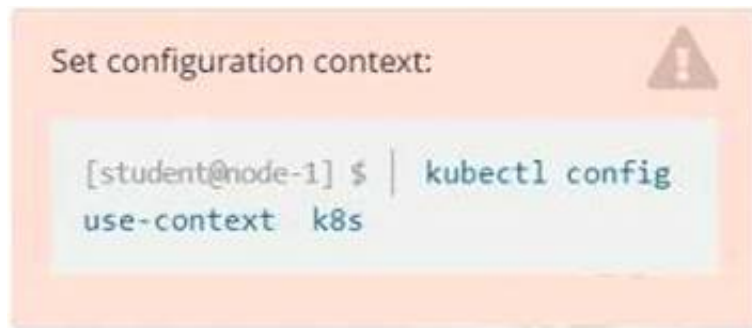 Set configuration context:
[student@node-1] $ | kubectl config
use-context k8s